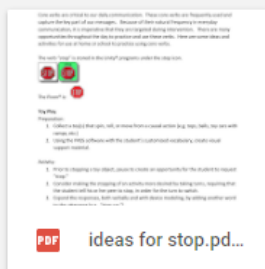 Core verbs are critical to our daily communication. These core verbs are frequently used and
capture the key part of our messages. Because of their natural frequency in everyday
communication, it is imperative that they are targeted during intervention. There are many
opportunities throughout the day to practice and use these verbs. Here are some ideas and
activities for use at home or school to practice using core verbs.
The verb "stop" is stored in the Unity® programs under the stop icon.
STOP STOP
The Pixon® is STOP
Toy Play
Preparation:
1. Collect a toy(s) that spin, roll, or move from a causal action (e.g. tops, balls, toy cars with
ramps, etc.)
2. Using the PASS software with the student's customized vocabulary, create visual
support material
Activity:
1. Prior to stopping a toy object, pause to create an opportunity for the student to request
"stop."
2. Consider making the stopping of an activity more desired by taking turns, requiring that
the student tell his or her peer to stop, in order for the turn to switch.
3. Expand the responses, both verbally and with device modeling, by adding another word
PDF ideas for stop.pd...